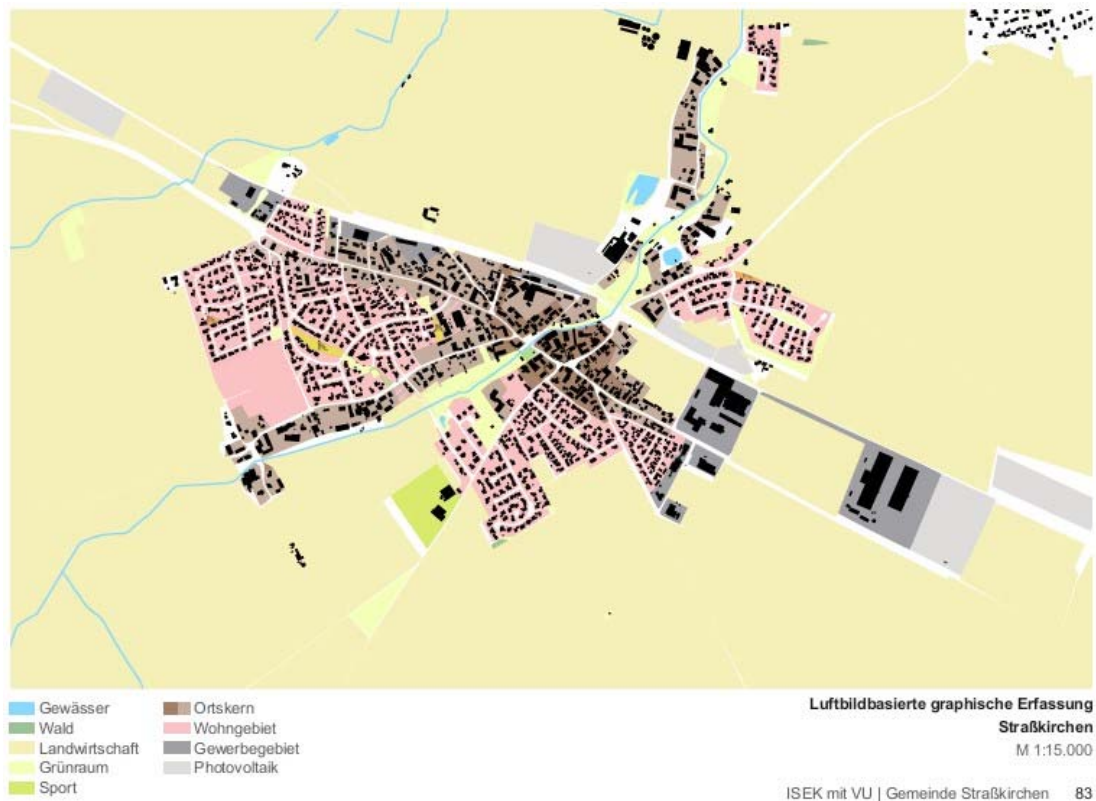 Gewässer
Wald
Landwirtschaft
Grünraum
Sport
Ortskern
Wohngebiet
Gewerbegebiet
Photovoltaik
Luftbildbasierte graphische Erfassung
Straßkirchen
M 1:15.000
ISEK mit VU | Gemeinde Straßkirchen 83